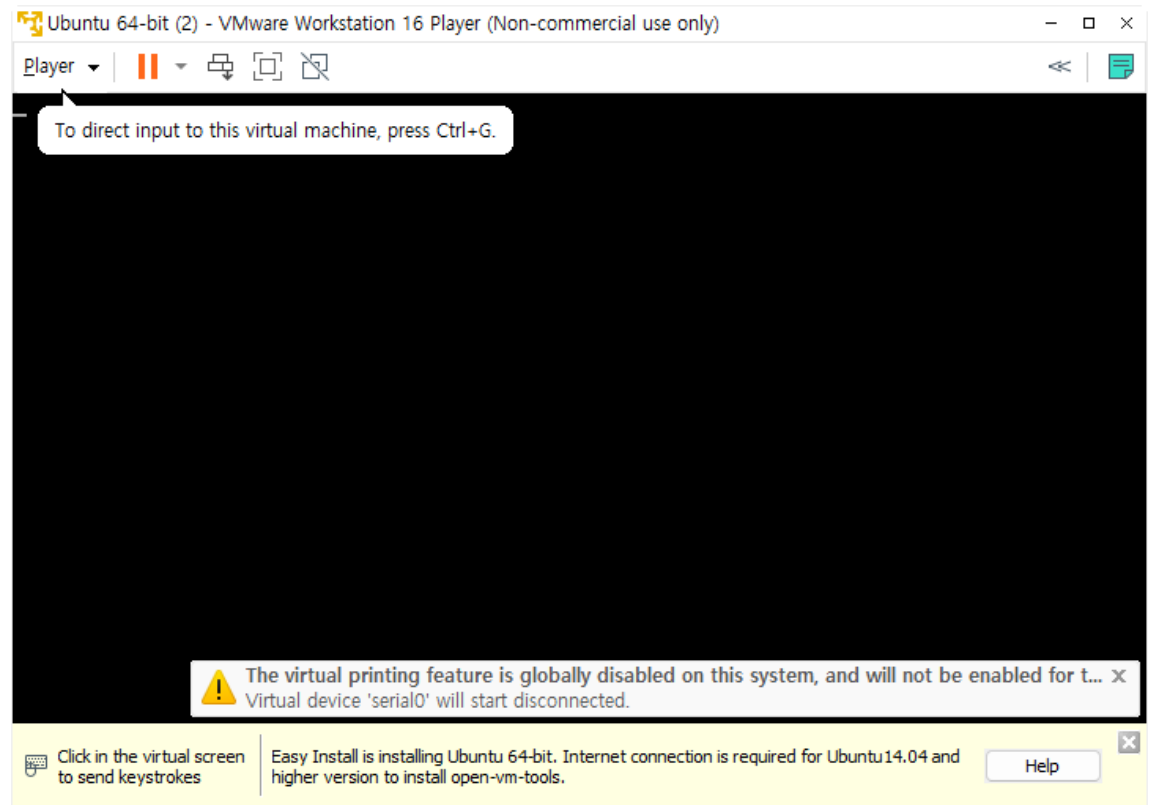 Ubuntu 64-bit (2) - VMware Workstation 16 Player (Non-commercial use only)
Player
To direct input to this virtual machine, press Ctrl+G.
The virtual printing feature is globally disabled on this system, and will not be enabled for t...
Virtual device 'serial0' will start disconnected.
Click in the virtual screen
to send keystrokes
Easy Install is installing Ubuntu 64-bit. Internet connection is required for Ubuntu14.04 and
higher version to install open-vm-tools.
Help